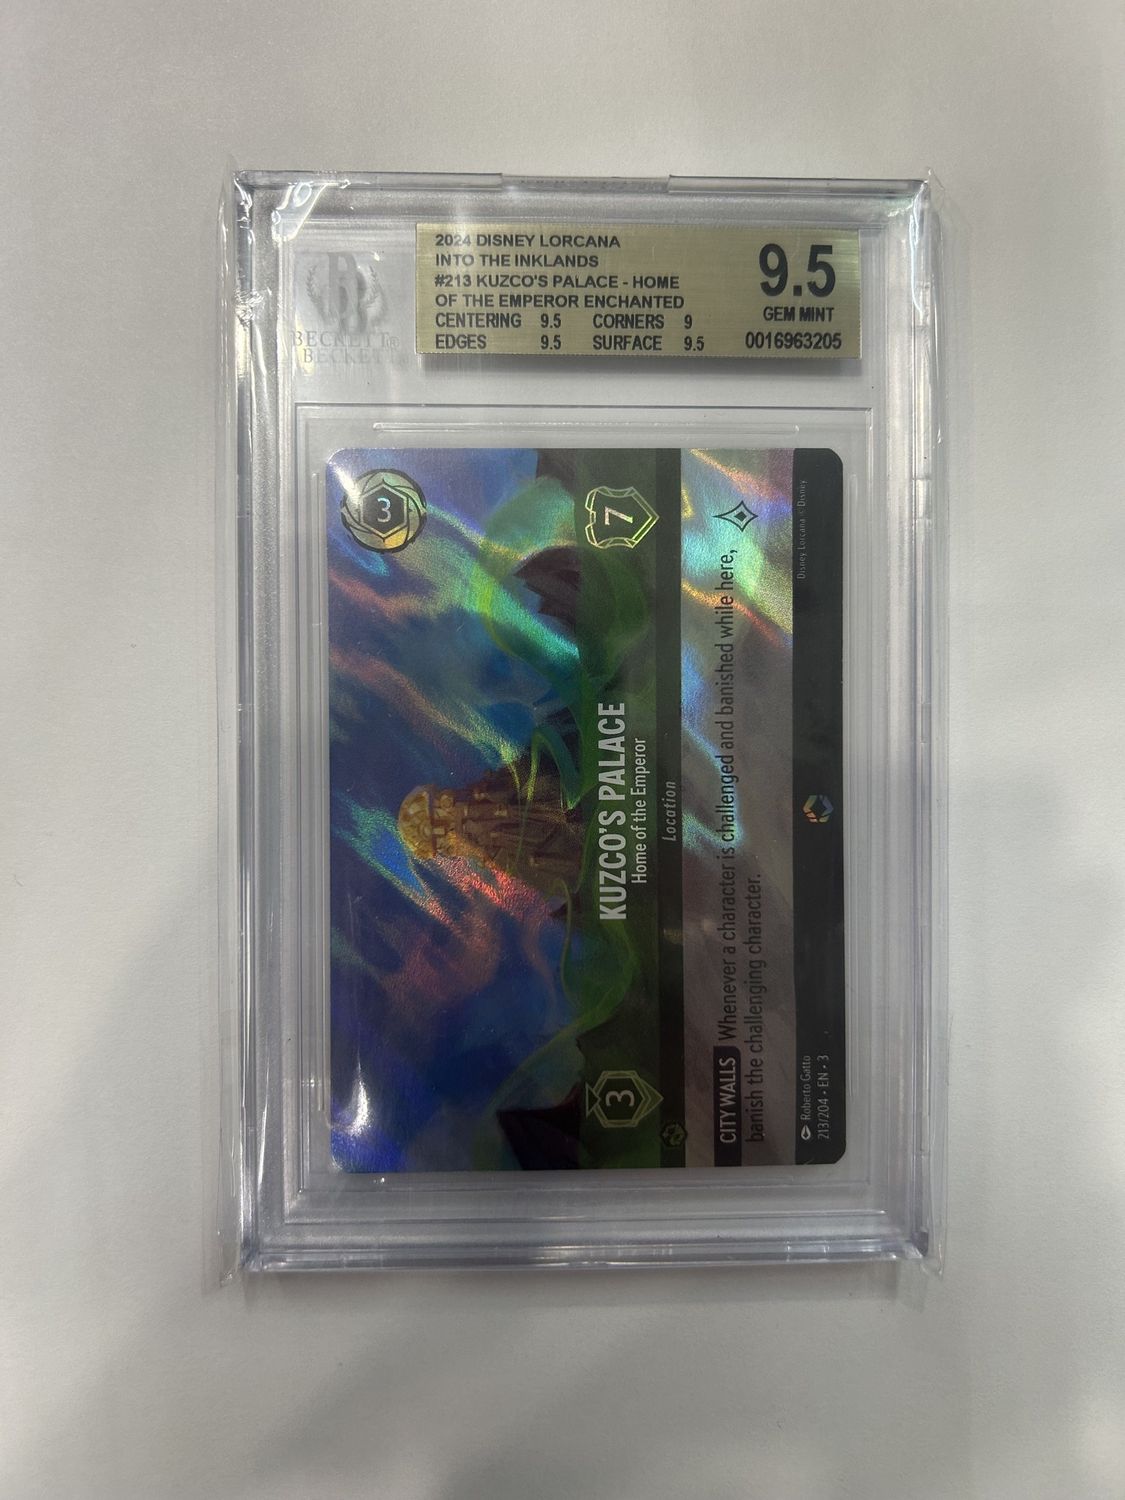 2024 DISNEY LORCANA
INTO THE INKLANDS
#213 KUZCO'S PALACE - HOME
OF THE EMPEROR ENCHANTED
CENTERING 9.5 CORNERS 9
EDGES 9.5 SURFACE 9.5
9.5
GEM MINT
0016963205
BECKETT®
BECKETT
3
3
KUZCO'S PALACE
Home of the Emperor
7
Location
CITY WALLS Whenever a character is challenged and banished while here,
banish the challenging character.
Roberto Gatto
213/204 • EN • 3
Disney Lorcana © Disney